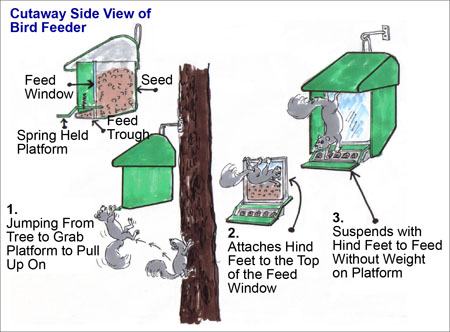 Cutaway Side View of
Bird Feeder
Feed
Window
Seed
Feed
Trough
Spring Held
Platform
1.
Jumping From
Tree to Grab
Platform to Pull
Up On
2.
Attaches Hind
Feet to the Top
of the Feed
Window
3.
Suspends with
Hind Feet to Feed
Without Weight
on Platform